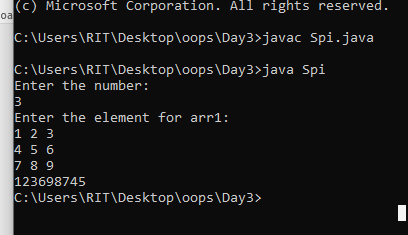 (c) Microsoft Corporation. All rights reserved.
C:\Users\RIT\Desktop\oops\Day3>javac Spi.java
C:\Users\RIT\Desktop\oops\Day3>java Spi
Enter the number:
3
Enter the element for arr1:
1 2 3
4 5 6
7 8 9
123698745
C:\Users\RIT\Desktop\oops\Day3>